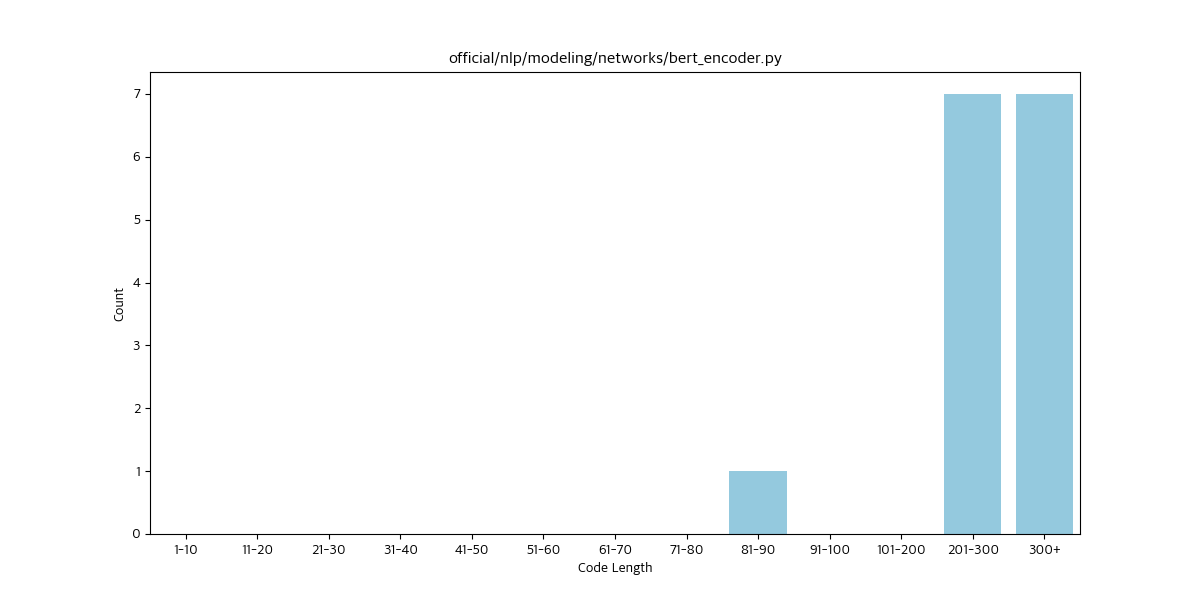 official/nlp/modeling/networks/bert_encoder.py
7
6
5
4
3
2
1
0
Count
1-10 11-20 21-30 31-40 41-50 51-60 61-70 71-80 81-90 91-100 101-200 201-300 300+
Code Length